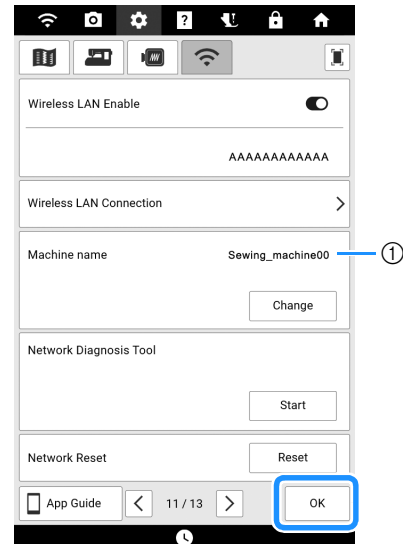 ?
Wireless LAN Enable
AAAAAAAAAAAA
Wireless LAN Connection
Machine name Sewing_machine00 ①
Change
Network Diagnosis Tool
Start
Network Reset Reset
App Guide 11 / 13 OK